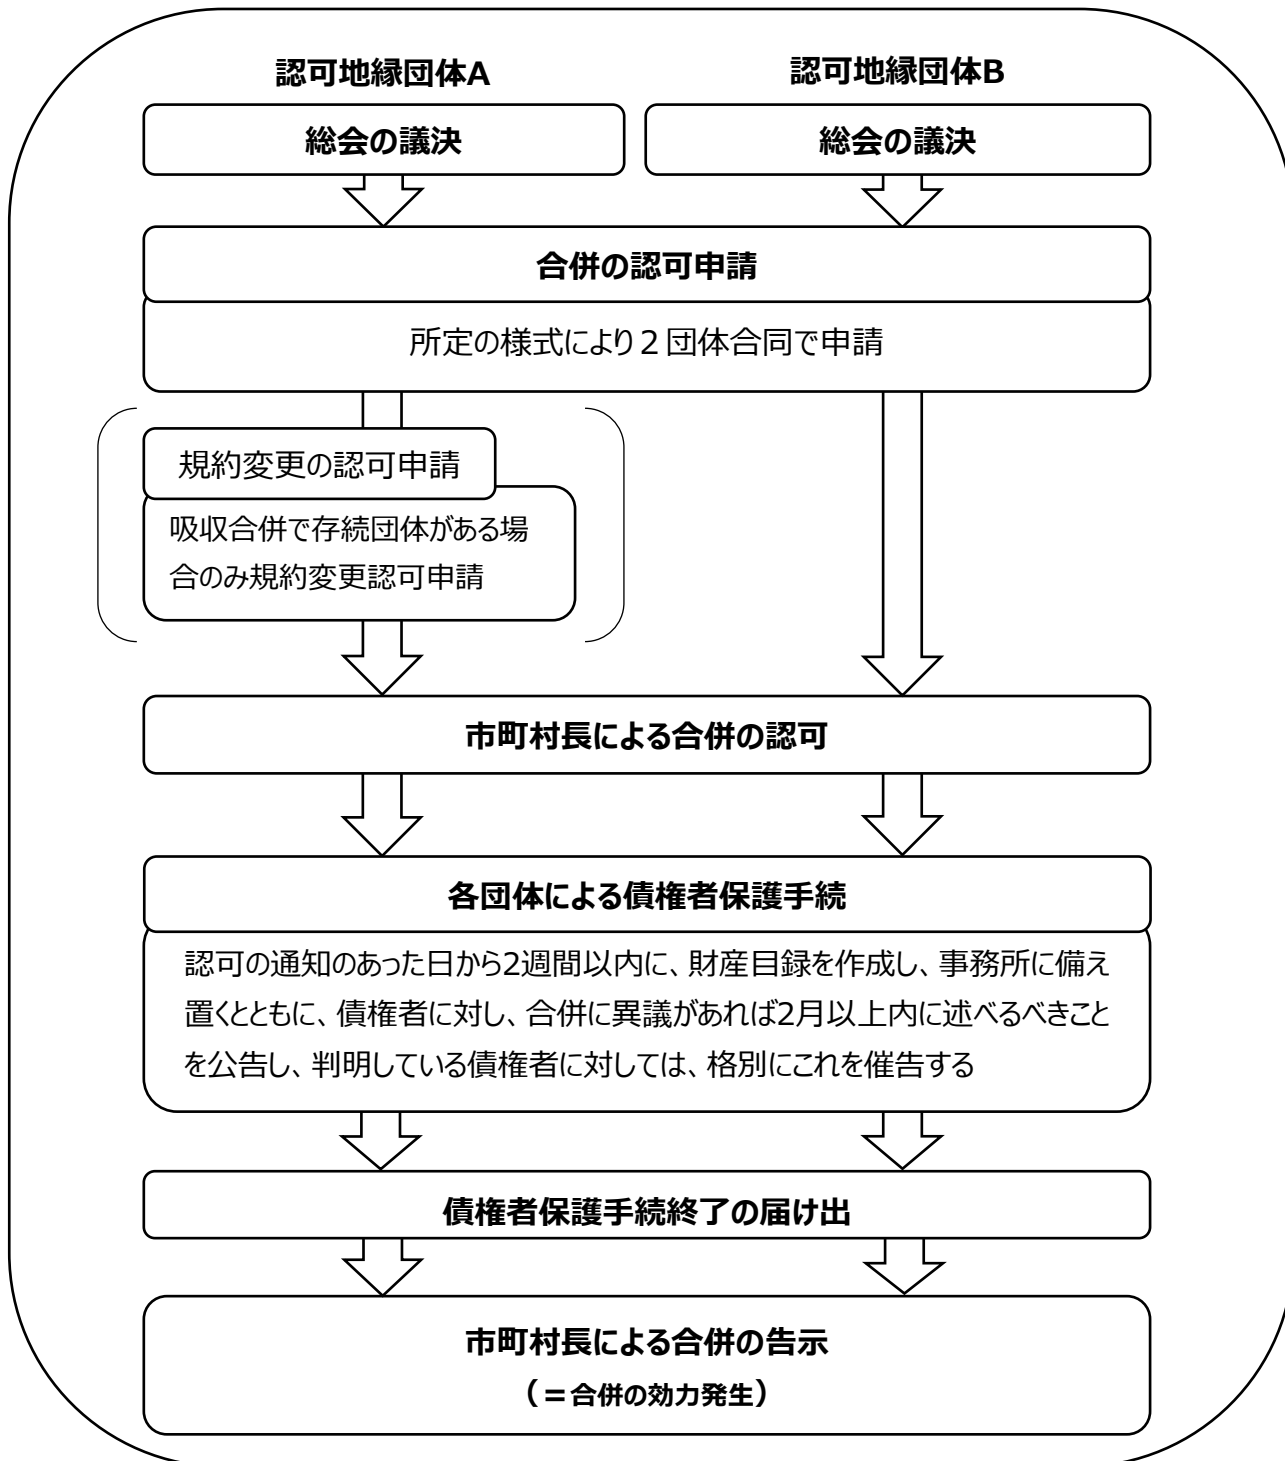 認可地縁団体A
認可地縁団体B
総会の議決
総会の議決
合併の認可申請
所定の様式により２団体合同で申請
規約変更の認可申請
吸収合併で存続団体がある場
合のみ規約変更認可申請
市町村長による合併の認可
各団体による債権者保護手続
認可の通知のあった日から2週間以内に、財産目録を作成し、事務所に備え
置くとともに、債権者に対し、合併に異議があれば2月以上内に述べるべきこと
を公告し、判明している債権者に対しては、格別にこれを催告する
債権者保護手続終了の届け出
市町村長による合併の告示
（＝合併の効力発生）